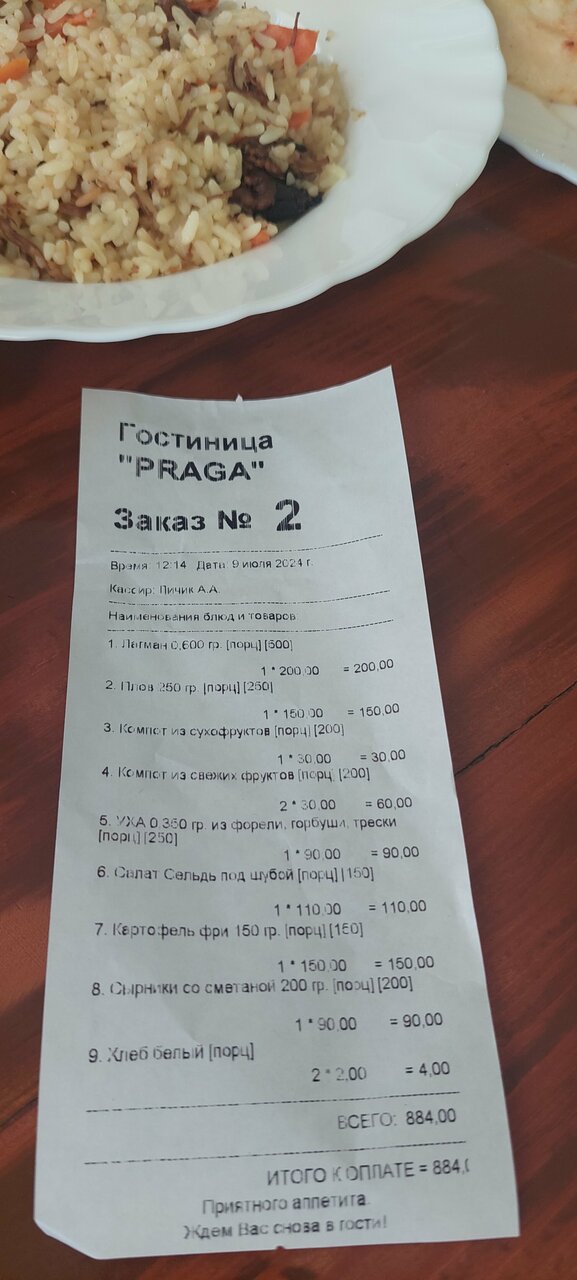 Гостиница
"PRAGA"
Заказ № 2
Время: 12:14 Дата: 9 июля 2024 г.
Кассир: Пичик А.А.
Наименования блюд и товаров:
1. Лагман 0,600 гр. [порц] [600]
1 * 200,00 = 200,00
2. Плов 250 гр. [порц] [250]
1 * 150,00 = 150,00
3. Компот из сухофруктов [порц] [200]
1 * 30,00 = 30,00
4. Компот из свежих фруктов [порц] [200]
2 * 30,00 = 60,00
5. УХА 0,350 гр. из форели, горбуши, трески
[порц] [250]
1 * 90,00 = 90,00
6. Салат Сельдь под шубой [порц] [150]
1 * 110,00 = 110,00
7. Картофель фри 150 гр. [порц] [150]
1 * 150,00 = 150,00
8. Сырники со сметаной 200 гр. [порц] [200]
1 * 90,00 = 90,00
9. Хлеб белый [порц]
2 * 2,00 = 4,00
ВСЕГО: 884,00
ИТОГО К ОПЛАТЕ = 884,
Приятного аппетита.
Ждем Вас снова в гости!